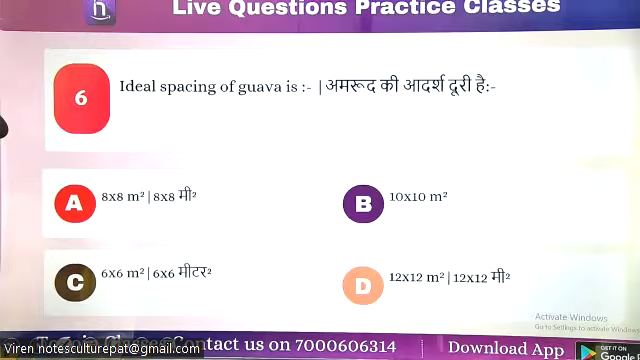 Live Questions Practice Classes
6
Ideal spacing of guava is :- | अमरूद की आदर्श दूरी है:-
A 8x8 m² | 8x8 मी²
B 10x10 m²
C 6x6 m² | 6x6 मीटर²
D 12x12 m² | 12x12 मी²
Activate Windows
Go to Settings to activate Windows
Viren notesculturepat@gmail.com
Contact us on 7000606314
Download App
GET IT ON
Google